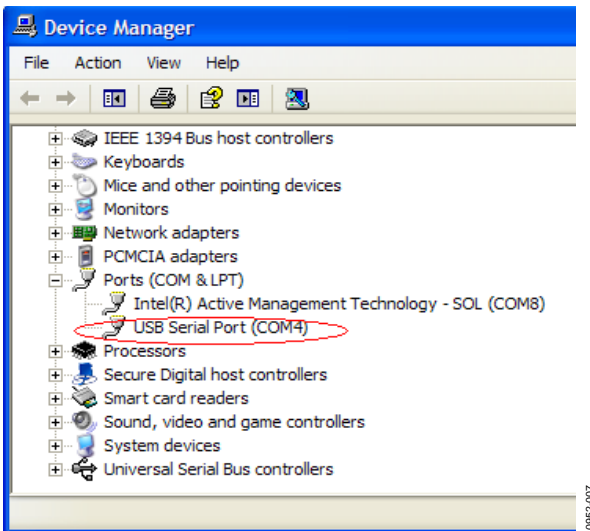 Device Manager
File Action View Help
IEEE 1394 Bus host controllers
Keyboards
Mice and other pointing devices
Monitors
Network adapters
PCMCIA adapters
Ports (COM & LPT)
Intel(R) Active Management Technology - SOL (COM8)
USB Serial Port (COM4)
Processors
Secure Digital host controllers
Smart card readers
Sound, video and game controllers
System devices
Universal Serial Bus controllers